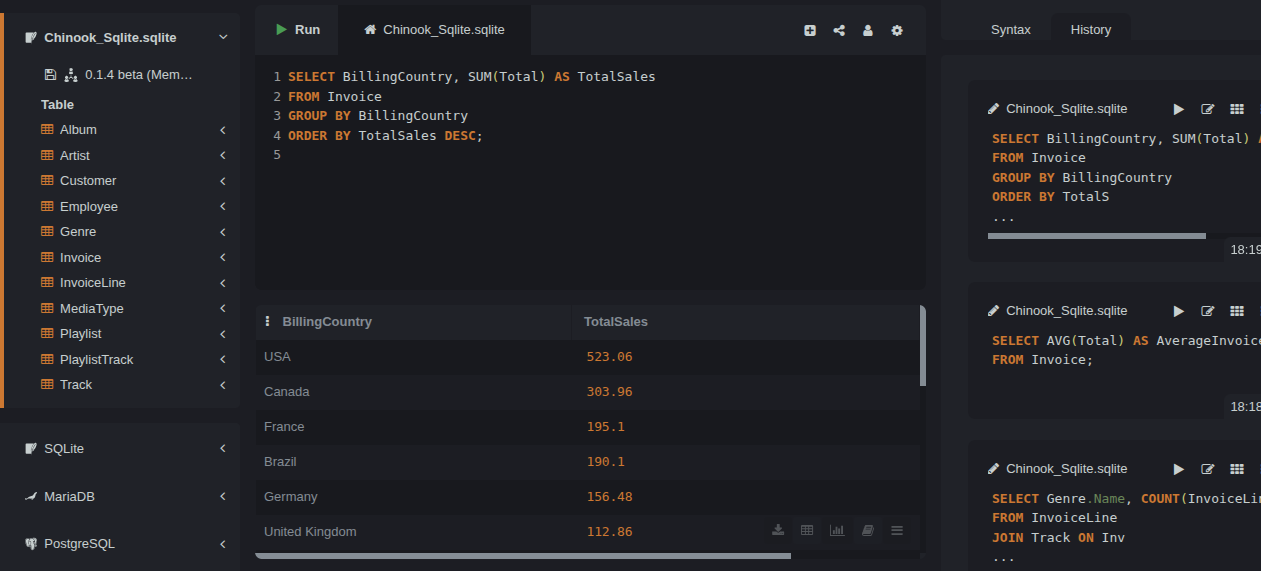 Chinook_Sqlite.sqlite
0.1.4 beta (Mem…
Table
Album
Artist
Customer
Employee
Genre
Invoice
InvoiceLine
MediaType
Playlist
PlaylistTrack
Track
SQLite
MariaDB
PostgreSQL
Run
Chinook_Sqlite.sqlite
1 SELECT BillingCountry, SUM(Total) AS TotalSales
2 FROM Invoice
3 GROUP BY BillingCountry
4 ORDER BY TotalSales DESC;
5
BillingCountry TotalSales
USA 523.06
Canada 303.96
France 195.1
Brazil 190.1
Germany 156.48
United Kingdom 112.86
Syntax History
Chinook_Sqlite.sqlite
SELECT BillingCountry, SUM(Total) A
FROM Invoice
GROUP BY BillingCountry
ORDER BY TotalS
...
18:19
Chinook_Sqlite.sqlite
SELECT AVG(Total) AS AverageInvoice
FROM Invoice;
18:18
Chinook_Sqlite.sqlite
SELECT Genre.Name, COUNT(InvoiceLin
FROM InvoiceLine
JOIN Track ON Inv
...